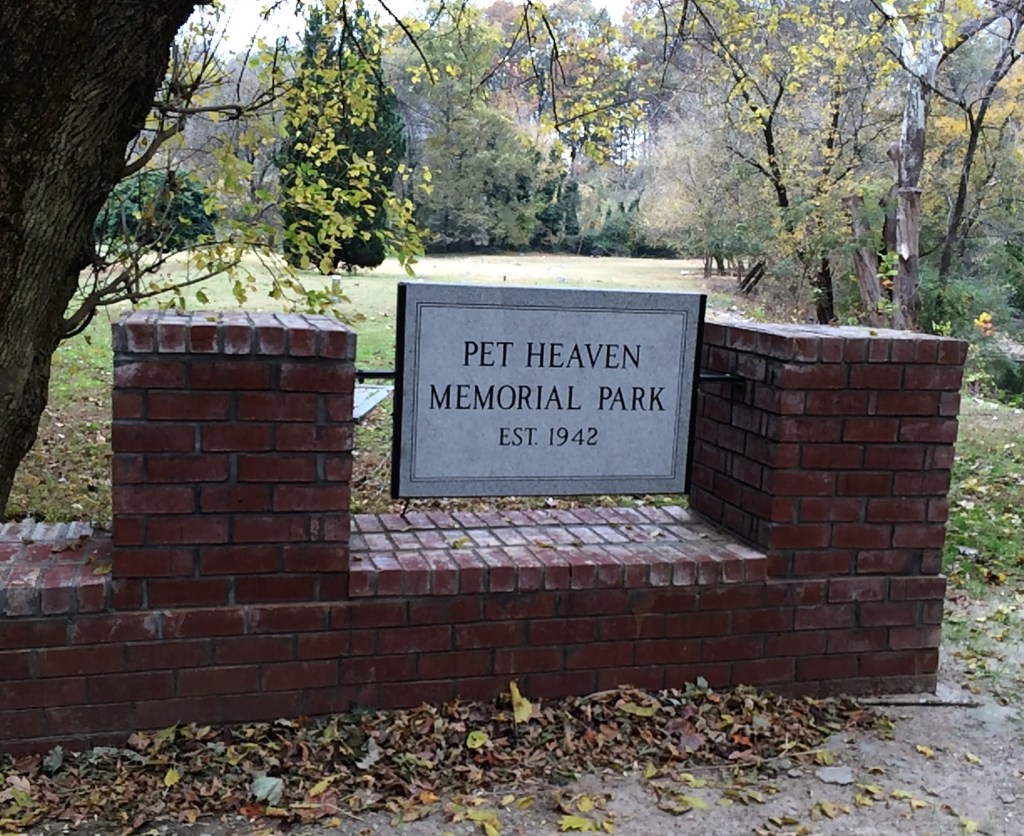 PET HEAVEN
MEMORIAL PARK
EST. 1942